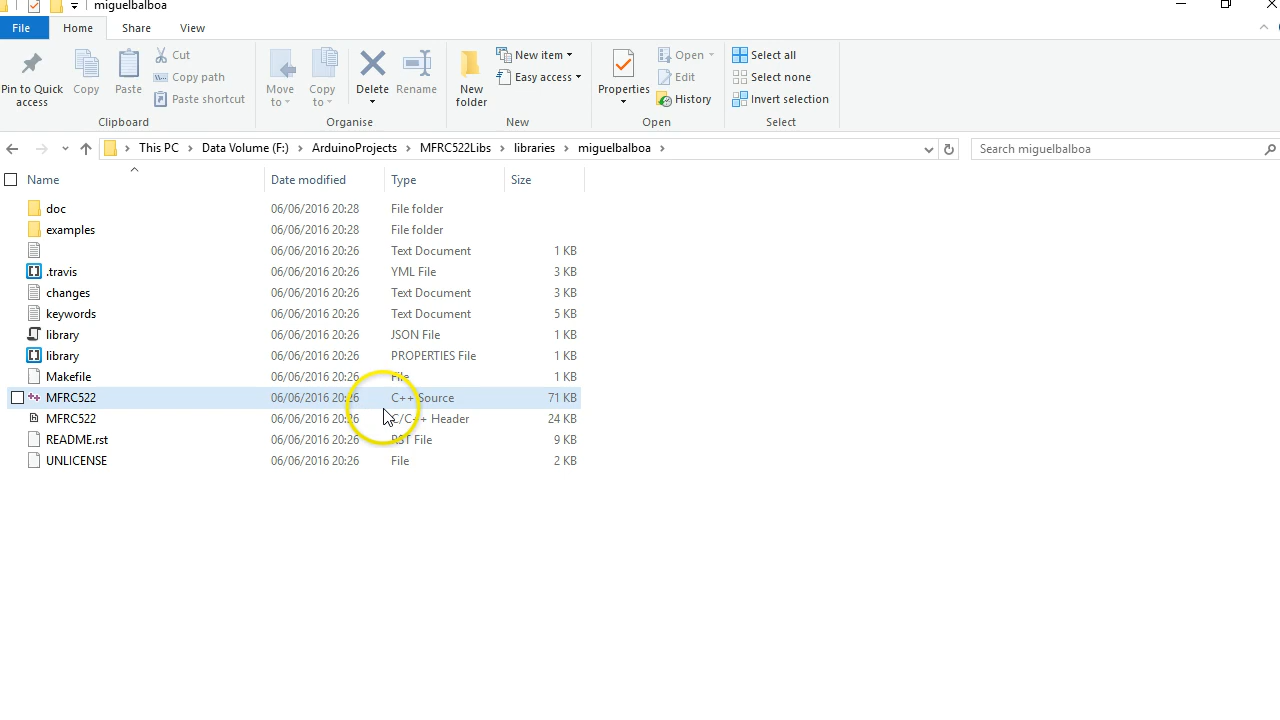 miguelbalboa
File Home Share View
Pin to Quick access
Copy
Paste
Cut
Copy path
Paste shortcut
Clipboard
Move to
Copy to
Delete
Rename
Organise
New folder
New item
Easy access
New
Properties
Open
Edit
History
Open
Select all
Select none
Invert selection
Select
This PC > Data Volume (F:) > ArduinoProjects > MFRC522Libs > libraries > miguelbalboa >
Search miguelbalboa
Name Date modified Type Size
doc 06/06/2016 20:28 File folder
examples 06/06/2016 20:28 File folder
06/06/2016 20:26 Text Document 1 KB
.travis 06/06/2016 20:26 YML File 3 KB
changes 06/06/2016 20:26 Text Document 3 KB
keywords 06/06/2016 20:26 Text Document 5 KB
library 06/06/2016 20:26 JSON File 1 KB
library 06/06/2016 20:26 PROPERTIES File 1 KB
Makefile 06/06/2016 20:26 File 1 KB
MFRC522 06/06/2016 20:26 C++ Source 71 KB
MFRC522 06/06/2016 20:26 C/C++ Header 24 KB
README.rst 06/06/2016 20:26 RST File 9 KB
UNLICENSE 06/06/2016 20:26 File 2 KB